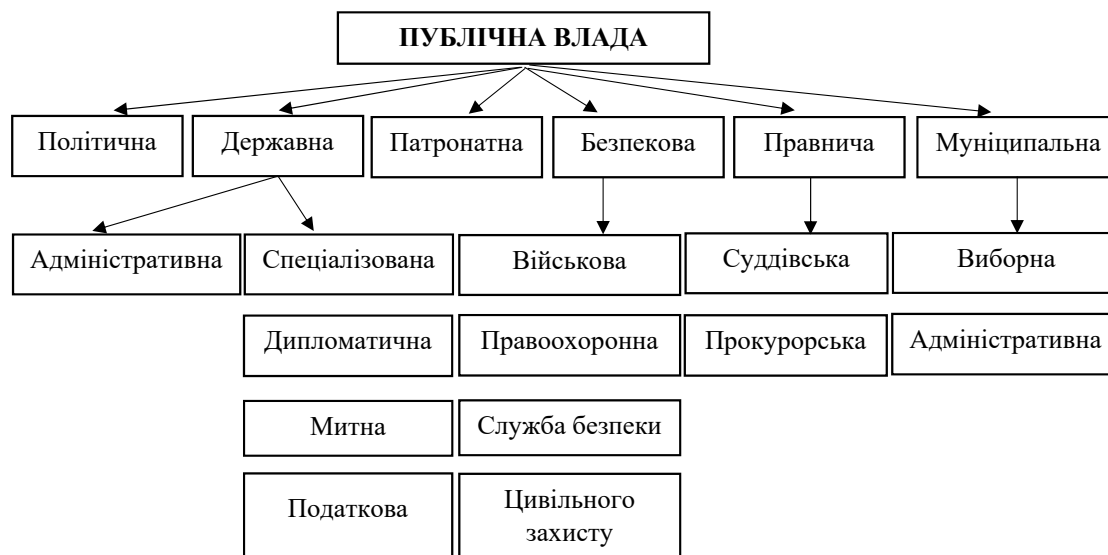 ПУБЛІЧНА ВЛАДА
Політична
Державна
Патронатна
Безпекова
Правнича
Муніципальна
Адміністративна
Спеціалізована
Військова
Суддівська
Виборна
Дипломатична
Правоохоронна
Прокурорська
Адміністративна
Митна
Служба безпеки
Податкова
Цивільного
захисту